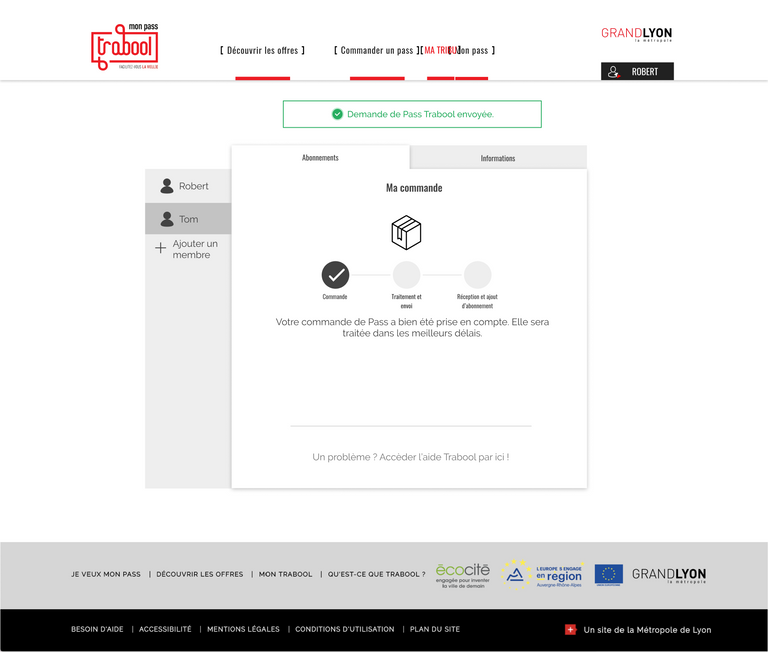 mon pass
trabool
FACILITEZ-VOUS LA VI(LL)E
[ Découvrir les offres ]
[ Commander un pass ]
[ MA TRIBU ]
[ Mon pass ]
GRANDLYON
la métropole
ROBERT
Demande de Pass Trabool envoyée.
Abonnements
Informations
Robert
Tom
Ajouter un
membre
Ma commande
Commande
Traitement et
envoi
Réception et ajout
d'abonnement
Votre commande de Pass a bien été prise en compte. Elle sera
traitée dans les meilleurs délais.
Un problème ? Accèder l'aide Trabool par ici !
JE VEUX MON PASS | DÉCOUVRIR LES OFFRES | MON TRABOOL | QU'EST-CE QUE TRABOOL ?
écocité
engagée pour inventer
la ville de demain
L'EUROPE S'ENGAGE
en region
Auvergne-Rhône-Alpes
GRANDLYON
la métropole
BESOIN D'AIDE | ACCESSIBILITÉ | MENTIONS LÉGALES | CONDITIONS D'UTILISATION | PLAN DU SITE
Un site de la Métropole de Lyon